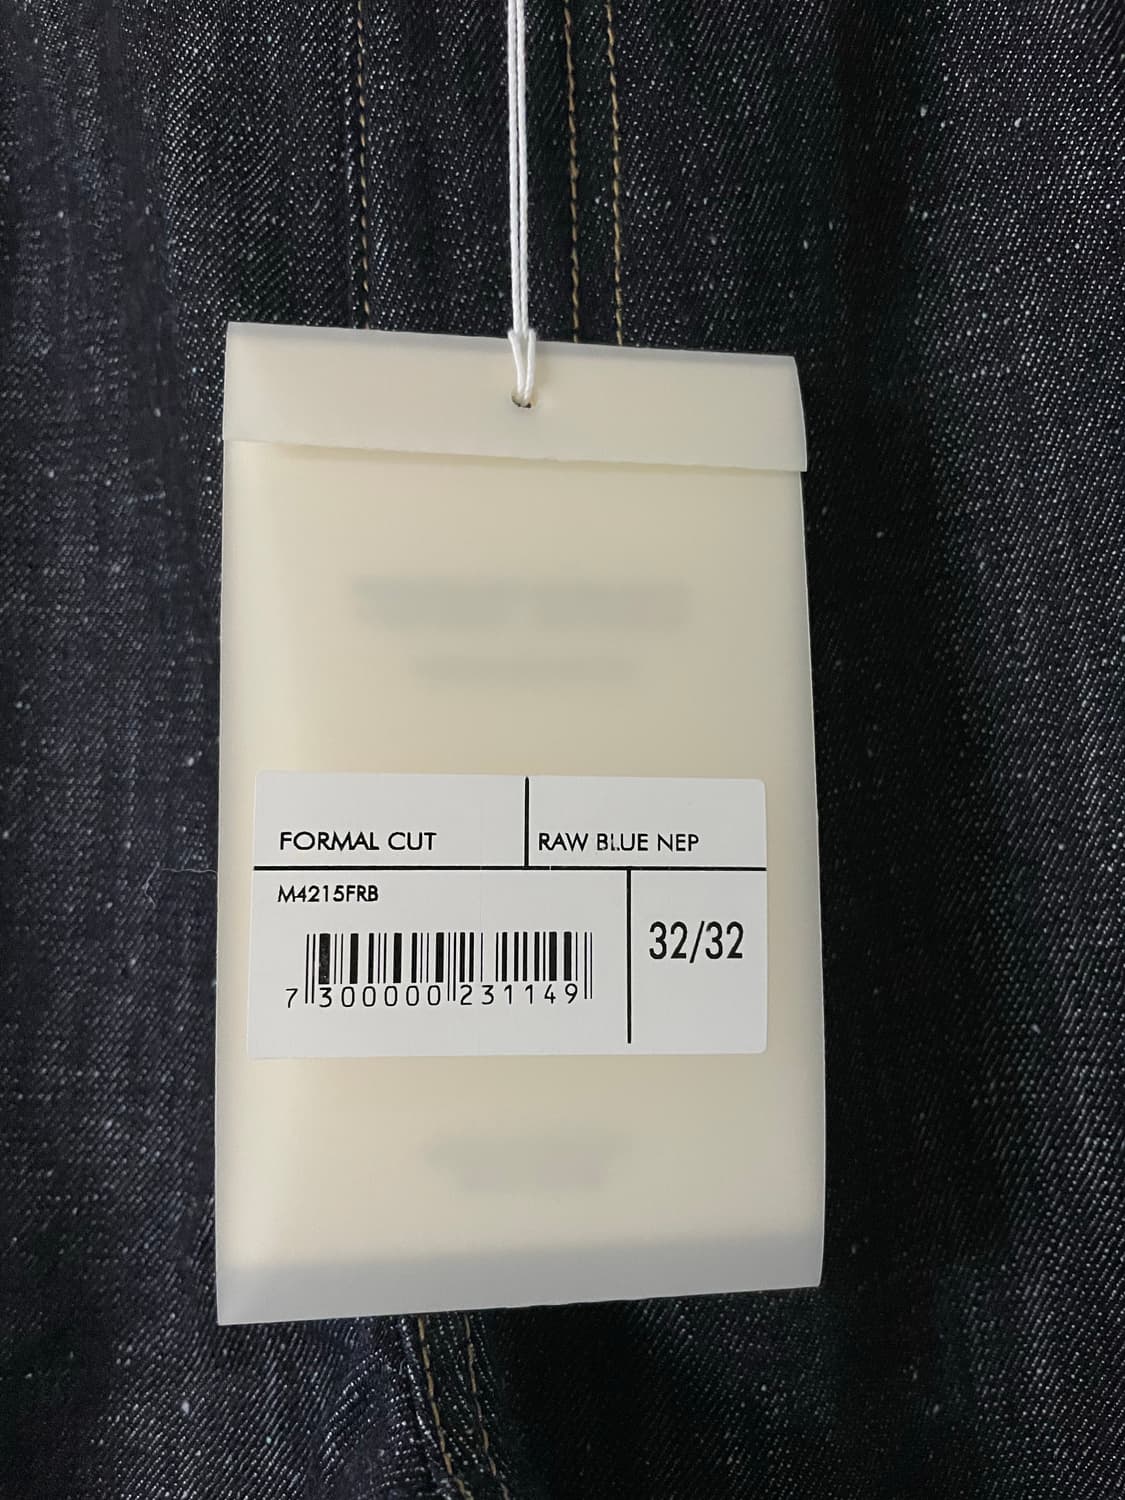 FORMAL CUT
RAW BLUE NEP
M4215FRB
32/32
7 300000 231149